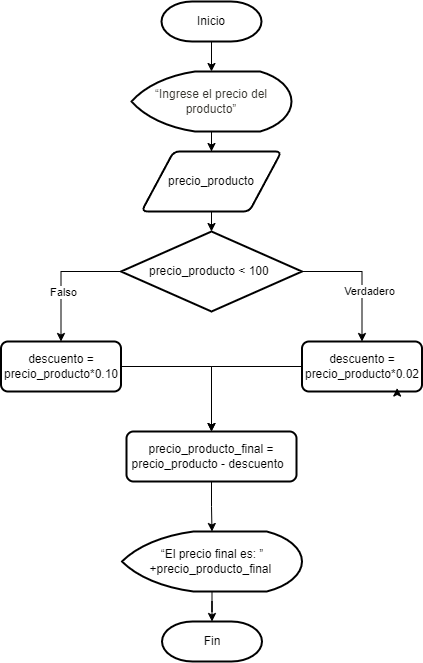 Inicio
“Ingrese el precio del
producto”
precio_producto
precio_producto < 100
Falso
Verdadero
descuento =
precio_producto*0.10
descuento =
precio_producto*0.02
precio_producto_final =
precio_producto - descuento
“El precio final es: ”
+precio_producto_final
Fin